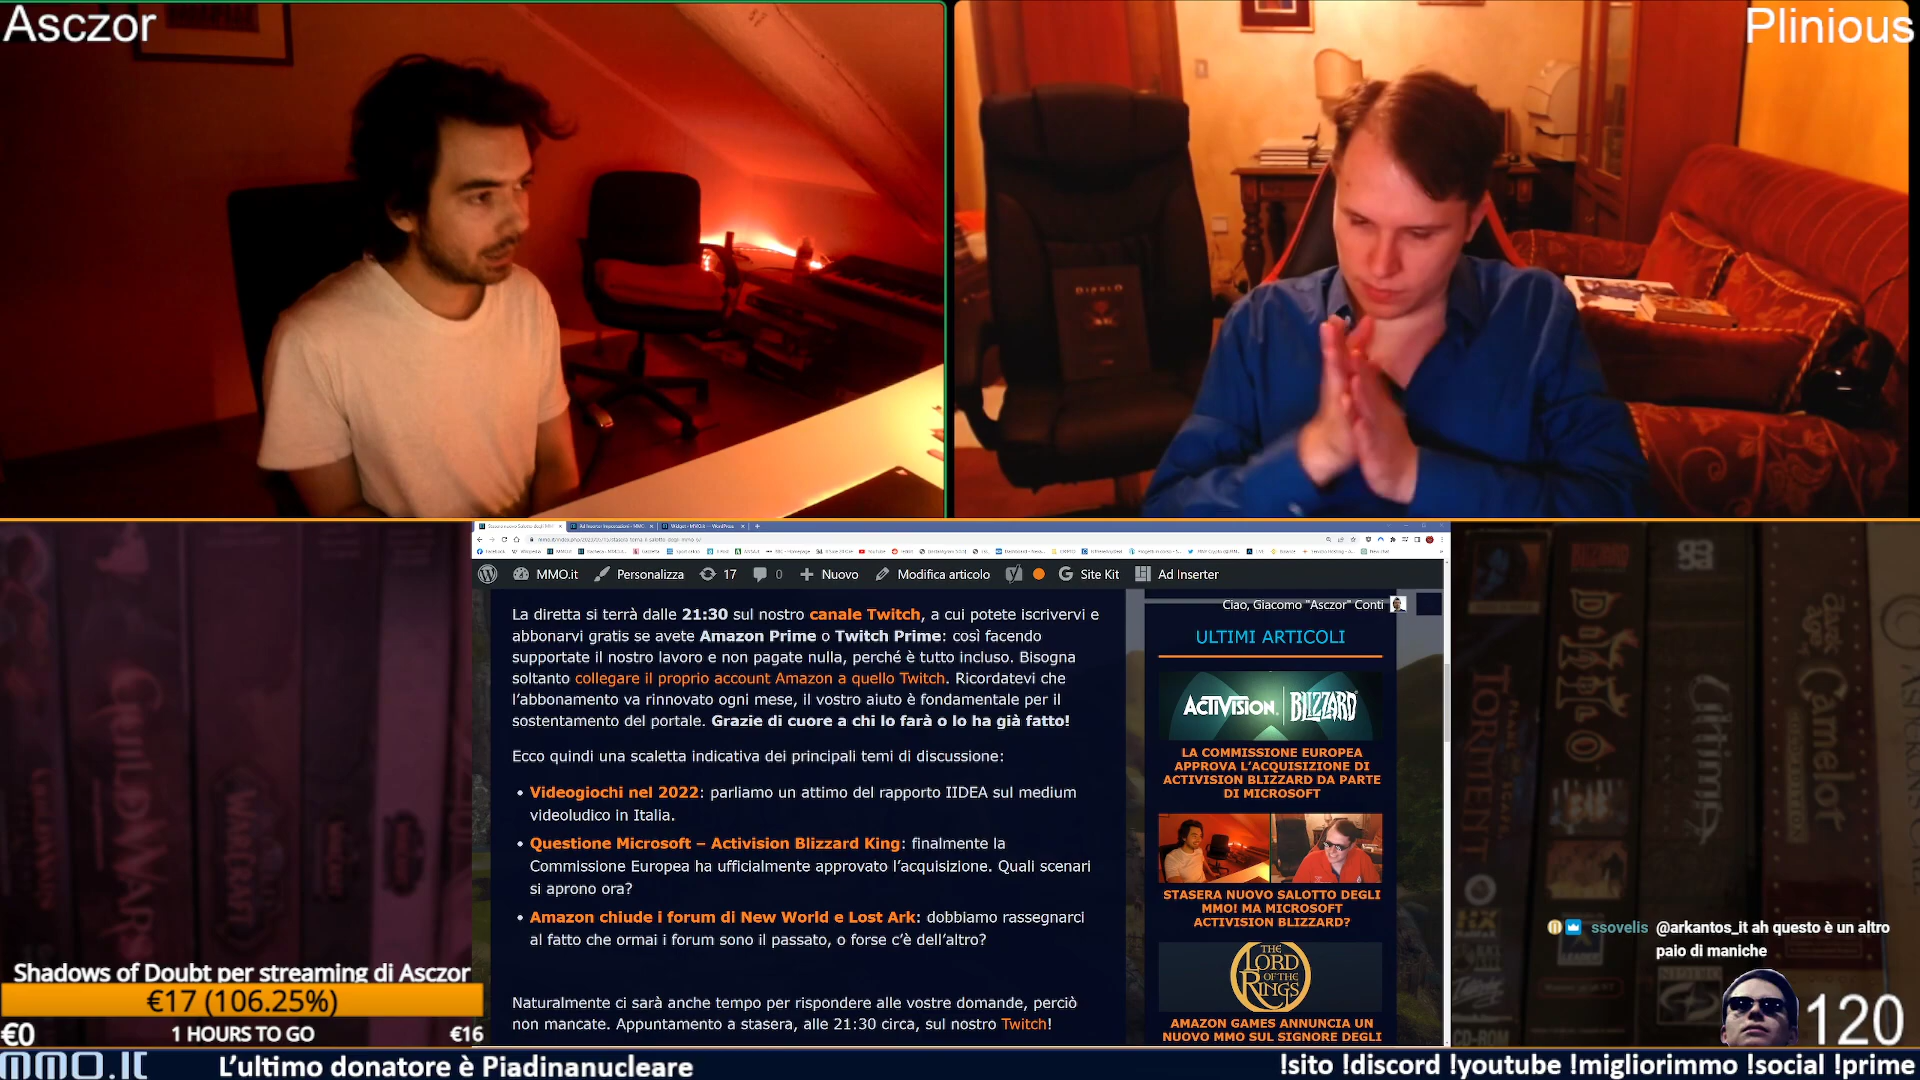 Asczor
Plinious
DIABLO
MMO.it
Personalizza
17
0
Nuovo
Modifica articolo
Site Kit
Ad Inserter
Ciao, Giacomo "Asczor" Conti
La diretta si terrà dalle 21:30 sul nostro canale Twitch, a cui potete iscrivervi e
abbonarvi gratis se avete Amazon Prime o Twitch Prime: così facendo
supportate il nostro lavoro e non pagate nulla, perché è tutto incluso. Bisogna
soltanto collegare il proprio account Amazon a quello Twitch. Ricordatevi che
l'abbonamento va rinnovato ogni mese, il vostro aiuto è fondamentale per il
sostentamento del portale. Grazie di cuore a chi lo farà o lo ha già fatto!
Ecco quindi una scaletta indicativa dei principali temi di discussione:
• Videogiochi nel 2022: parliamo un attimo del rapporto IIDEA sul medium
videoludico in Italia.
• Questione Microsoft – Activision Blizzard King: finalmente la
Commissione Europea ha ufficialmente approvato l'acquisizione. Quali scenari
si aprono ora?
• Amazon chiude i forum di New World e Lost Ark: dobbiamo rassegnarci
al fatto che ormai i forum sono il passato, o forse c'è dell'altro?
Naturalmente ci sarà anche tempo per rispondere alle vostre domande, perciò
non mancate. Appuntamento a stasera, alle 21:30 circa, sul nostro Twitch!
ULTIMI ARTICOLI
ACTIVISION BLIZZARD
LA COMMISSIONE EUROPEA
APPROVA L'ACQUISIZIONE DI
ACTIVISION BLIZZARD DA PARTE
DI MICROSOFT
STASERA NUOVO SALOTTO DEGLI
MMO! MA MICROSOFT
ACTIVISION BLIZZARD?
THE
LORD
OF THE
RINGS
AMAZON GAMES ANNUNCIA UN
NUOVO MMO SUL SIGNORE DEGLI
GUILDWARS
WARCRAFT
TORMENT
Diablo
Ultima
Camelot
CD-ROM
ssovelis @arkantos_it ah questo è un altro
paio di maniche
120
Shadows of Doubt per streaming di Asczor
€17 (106.25%)
€0
1 HOURS TO GO
€16
MMO.IT
L'ultimo donatore è Piadinanucleare
!sito !discord !youtube !migliorimmo !social !prime